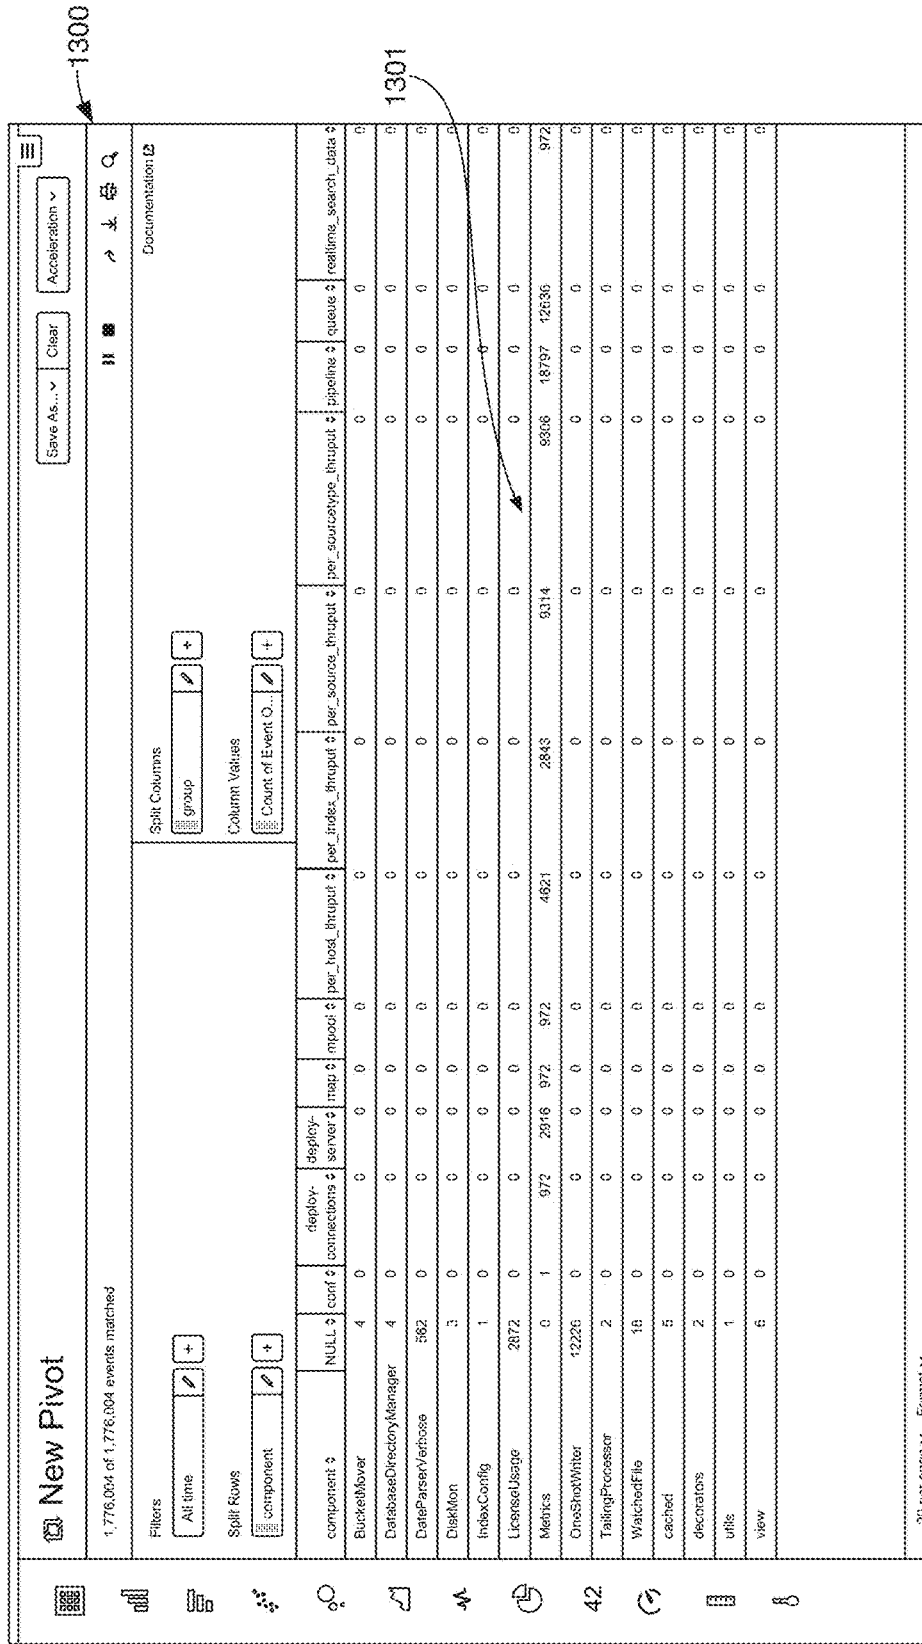 1300
New Pivot
Save As... Clear Acceleration
1,776,004 of 1,776,004 events matched
Filters Split Columns Documentation
All time + group +
Split Rows Column Values
component + Count of Event O... +
component NULL conf deploy-connections deploy-server map mpool per_host_thruput per_index_thruput per_source_thruput per_sourcetype_thruput pipeline queue realtime_search_data
BucketMover 4 0 0 0 0 0 0 0 0 0 0 0 0
DatabaseDirectoryManager 4 0 0 0 0 0 0 0 0 0 0 0 0
DateParserVerbose 562 0 0 0 0 0 0 0 0 0 0 0 0
DiskMon 3 0 0 0 0 0 0 0 0 0 0 0 0
IndexConfig 1 0 0 0 0 0 0 0 0 0 0 0 0
LicenseUsage 2872 0 0 0 0 0 0 0 0 0 0 0 0
Metrics 0 1 972 2916 972 972 4621 2843 9314 9306 18797 12636 972
OneShotWriter 12226 0 0 0 0 0 0 0 0 0 0 0 0
TailingProcessor 2 0 0 0 0 0 0 0 0 0 0 0 0
WatchedFile 0 0 0 0 0 0 0 0 0 0 0 0
cached 5 0 0 0 0 0 0 0 0 0 0 0 0
decorators 2 0 0 0 0 0 0 0 0 0 0 0 0
utils 1 0 0 0 0 0 0 0 0 0 0 0 0
view 6 0 0 0 0 0 0 0 0 0 0 0 0
42
1301